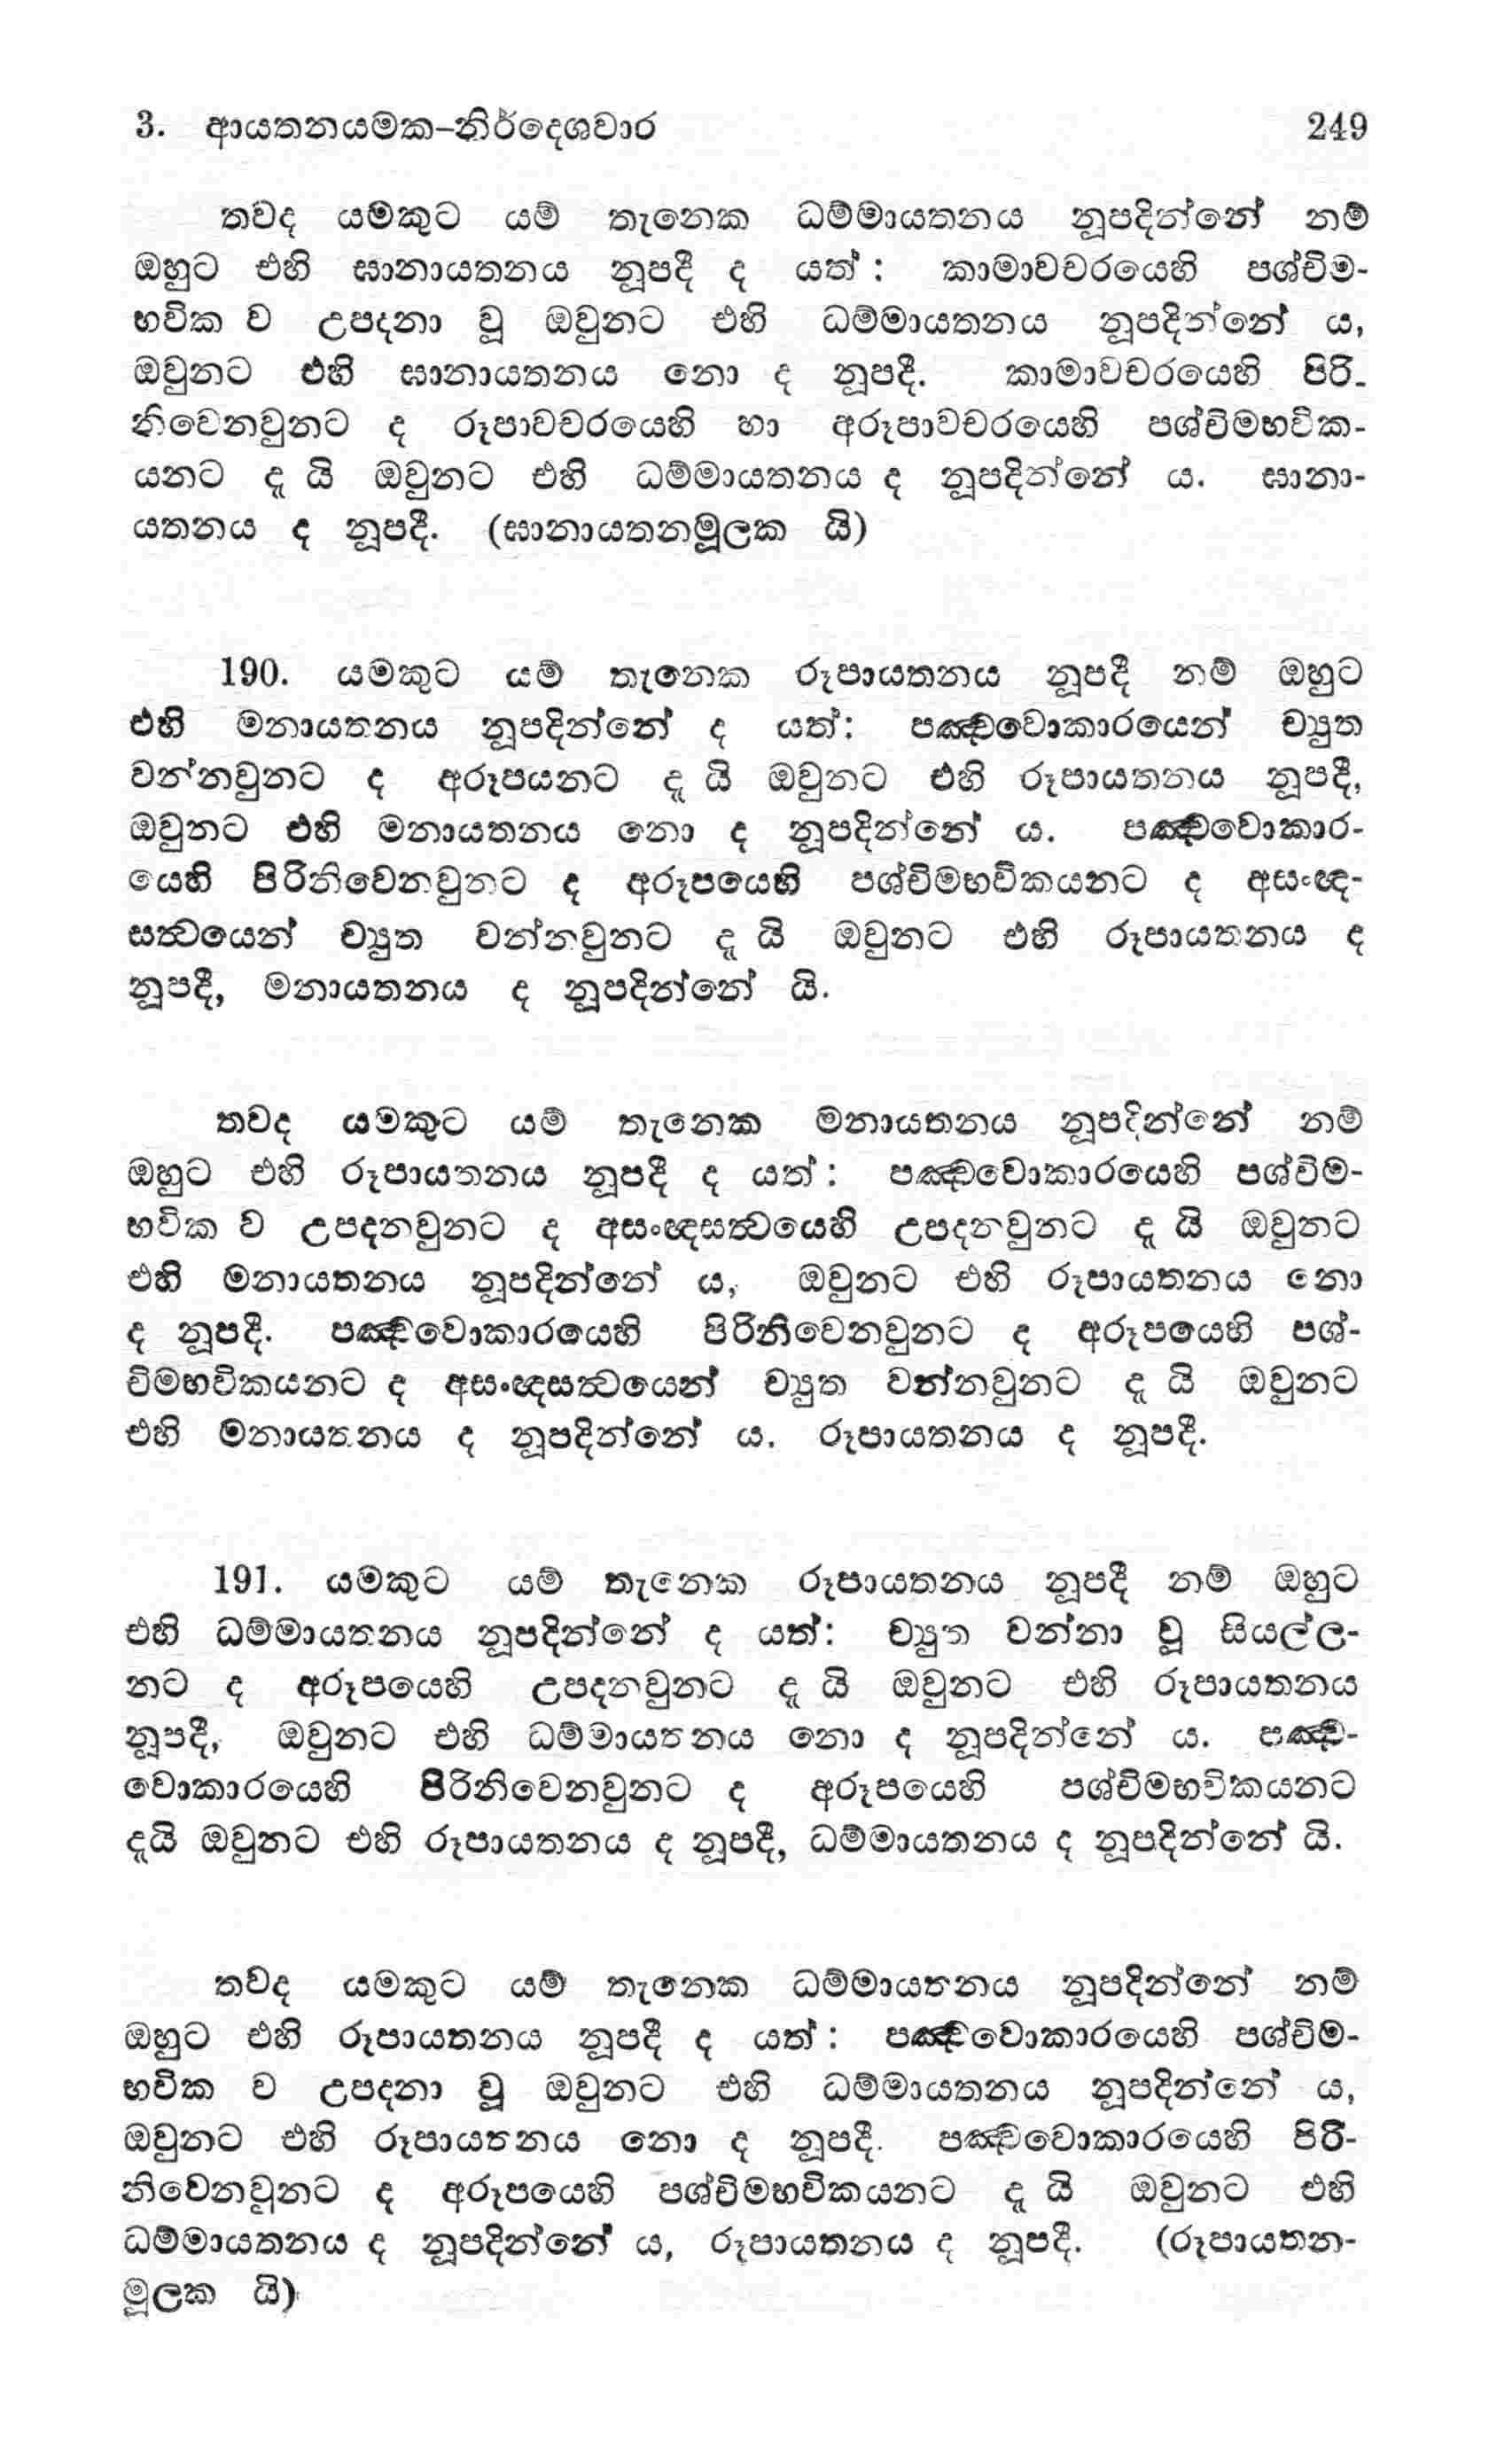 3. ආයතනයමක–නිර්දෙශවාර 249
තවද යමකුට යම් තැනෙක ධම්මායතනය නූපදින්නේ නම්
ඔහුට එහි ඝානායතනය නූපදී ද යත් : කාමාවචරයෙහි පශ්චිම-
භවික ව උපදනා වූ ඔවුනට එහි ධම්මායතනය නූපදින්නේ ය,
ඔවුනට එහි ඝානායතනය නො ද නූපදී. කාමාවචරයෙහි පිරි-
නිවෙනවුනට ද රූපාවචරයෙහි හා අරූපාවචරයෙහි පශ්චිමභවික-
යනට ද යි ඔවුනට එහි ධම්මායතනය ද නූපදින්නේ ය. ඝානා-
යතනය ද නූපදී. (ඝානායතනමූලක යි)
190. යමකුට යම් තැනෙක රූපායතනය නූපදී නම් ඔහුට
එහි මනායතනය නූපදින්නේ ද යත්: පඤ්චවොකාරයෙන් ච්‍යුත
වන්නවුනට ද අරූපයනට ද යි ඔවුනට එහි රූපායතනය නූපදී,
ඔවුනට එහි මනායතනය නො ද නූපදින්නේ ය. පඤ්චවොකාර-
යෙහි පිරිනිවෙනවුනට ද අරූපයෙහි පශ්චිමභවිකයනට ද අසංඥ-
සත්‍වයෙන් ච්‍යුත වන්නවුනට ද යි ඔවුනට එහි රූපායතනය ද
නූපදී, මනායතනය ද නූපදින්නේ යි.
තවද යමකුට යම් තැනෙක මනායතනය නූපදින්නේ නම්
ඔහුට එහි රූපායතනය නූපදී ද යත් : පඤ්චවොකාරයෙහි පශ්චිම-
භවික ව උපදනවුනට ද අසංඥසත්‍වයෙහි උපදනවුනට ද යි ඔවුනට
එහි මනායතනය නූපදින්නේ ය, ඔවුනට එහි රූපායතනය නො
ද නූපදී. පඤ්චවොකාරයෙහි පිරිනිවෙනවුනට ද අරූපයෙහි පශ්-
චිමභවිකයනට ද අසංඥසත්‍වයෙන් ච්‍යුත වන්නවුනට ද යි ඔවුනට
එහි මනායතනය ද නූපදින්නේ ය. රූපායතනය ද නූපදී.
191. යමකුට යම් තැනෙක රූපායතනය නූපදී නම් ඔහුට
එහි ධම්මායතනය නූපදින්නේ ද යත්: ච්‍යුත වන්නා වූ සියල්ල-
නට ද අරූපයෙහි උපදනවුනට ද යි ඔවුනට එහි රූපායතනය
නූපදී, ඔවුනට එහි ධම්මායතනය නො ද නූපදින්නේ ය. පඤ්ච-
වොකාරයෙහි පිරිනිවෙනවුනට ද අරූපයෙහි පශ්චිමභවිකයනට
දැයි ඔවුනට එහි රූපායතනය ද නූපදී, ධම්මායතනය ද නූපදින්නේ යි.
තවද යමකුට යම් තැනෙක ධම්මායතනය නූපදින්නේ නම්
ඔහුට එහි රූපායතනය නූපදී ද යත් : පඤ්චවොකාරයෙහි පශ්චිම-
භවික ව උපදනා වූ ඔවුනට එහි ධම්මායතනය නූපදින්නේ ය,
ඔවුනට එහි රූපායතනය නො ද නූපදී. පඤ්චවොකාරයෙහි පිරි-
නිවෙනවූනට ද අරූපයෙහි පශ්චිමභවිකයනට ද යි ඔවුනට එහි
ධම්මායතනය ද නූපදින්නේ ය, රූපායතනය ද නූපදී. (රූපායතන-
මූලක යි)